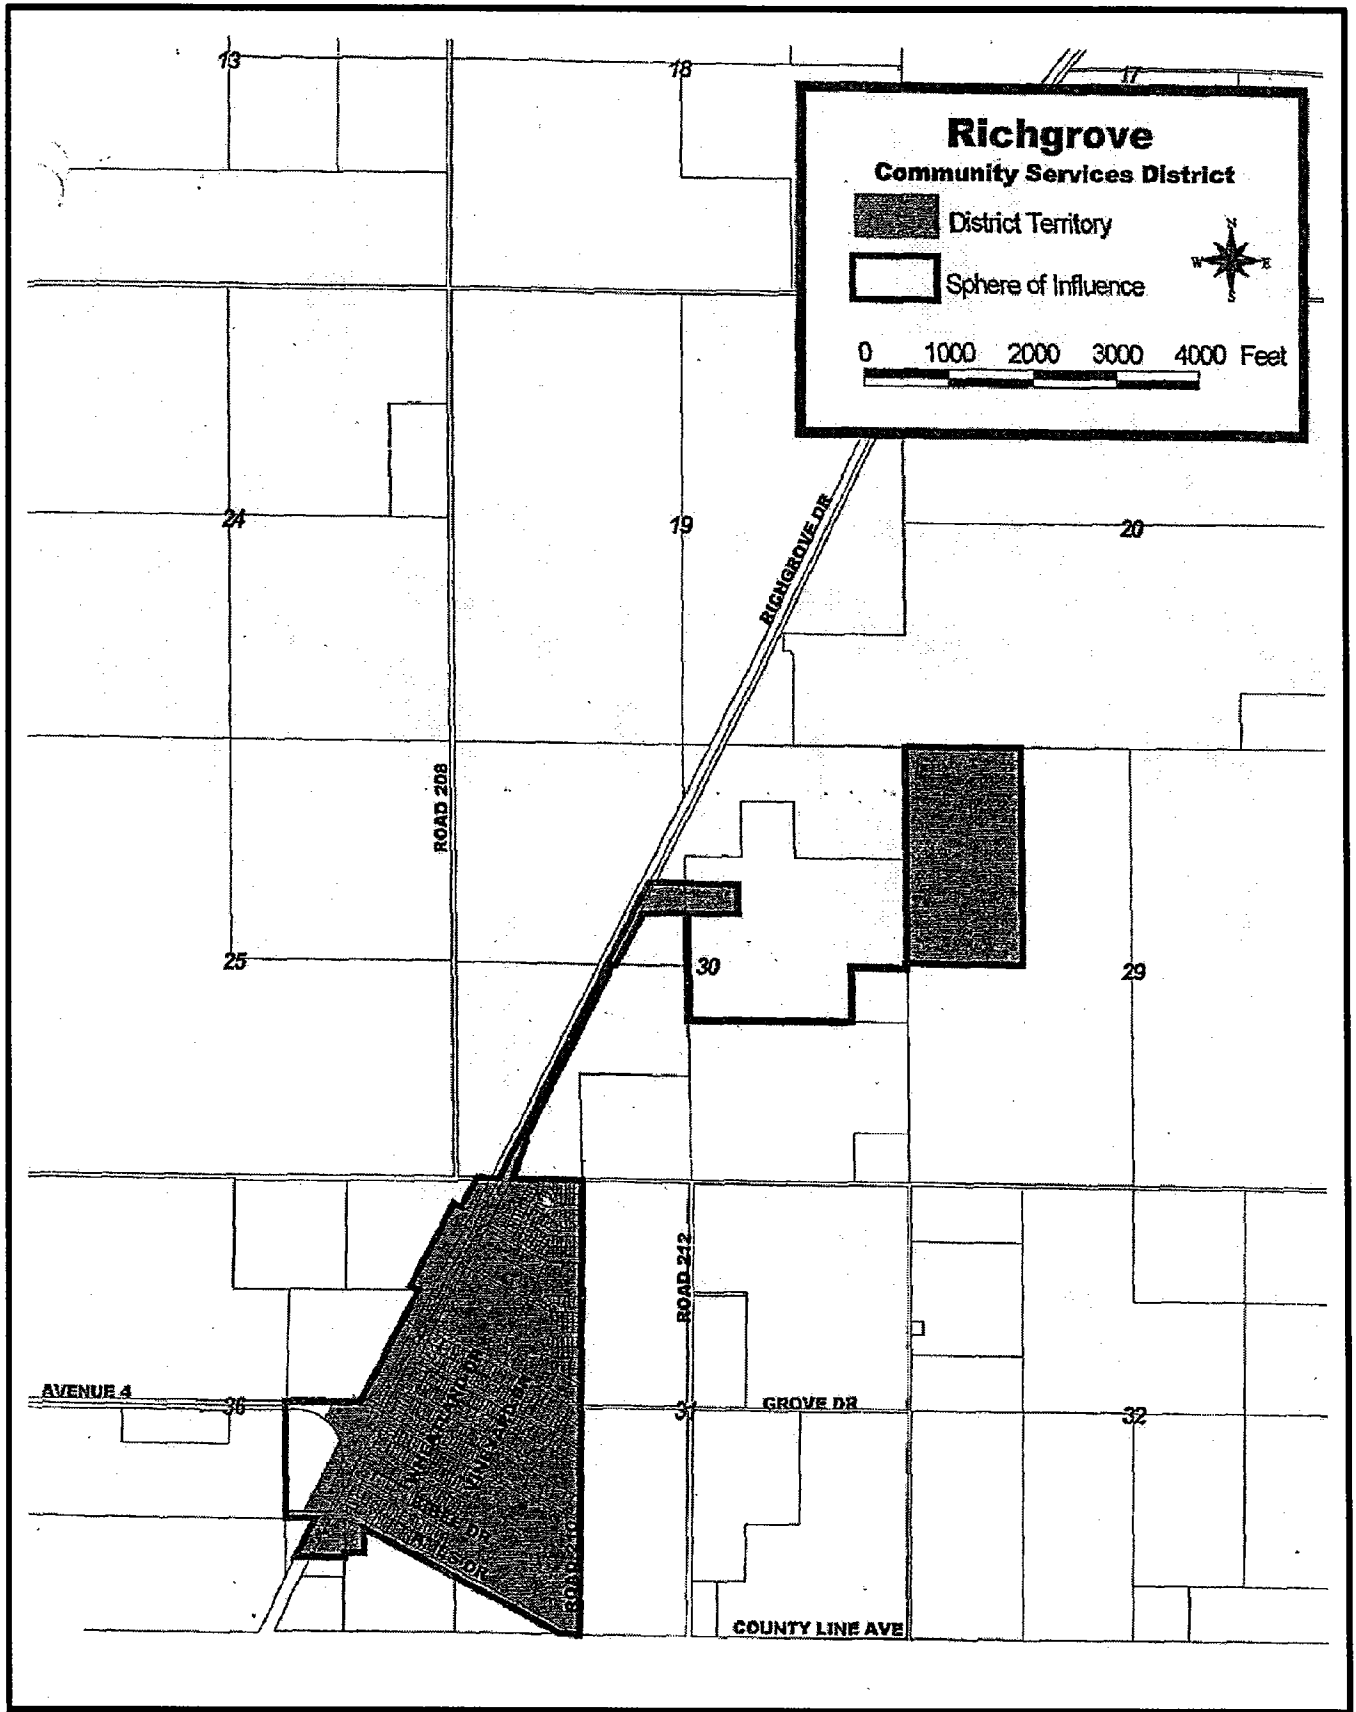 13
18
17
Richgrove
Community Services District
District Territory
N
W
E
S
Sphere of Influence
0 1000 2000 3000 4000 Feet
RICHGROVE DR
24
19
20
ROAD 208
25
30
29
ROAD 212
AVENUE 4
36
31
GROVE DR
32
COUNTY LINE AVE